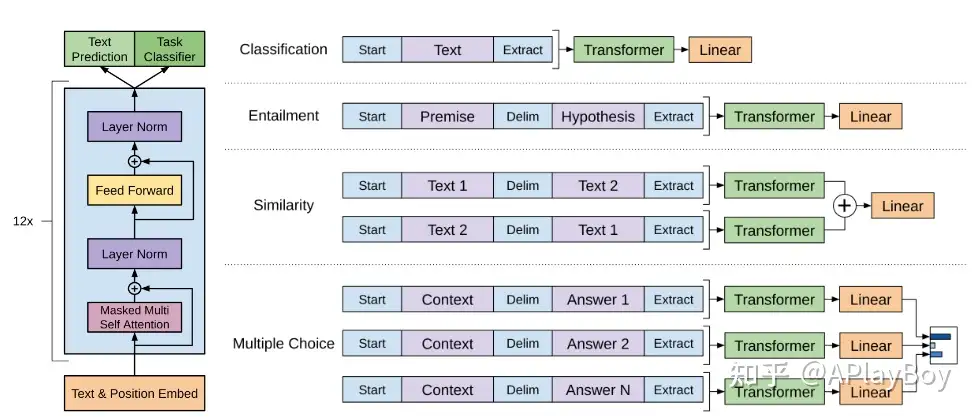 Text
Prediction
Task
Classifier
Layer Norm
+
Feed Forward
12x
Layer Norm
+
Masked Multi
Self Attention
Text & Position Embed
Classification
Start Text Extract Transformer Linear
Entailment
Start Premise Delim Hypothesis Extract Transformer Linear
Similarity
Start Text 1 Delim Text 2 Extract Transformer
+ Linear
Start Text 2 Delim Text 1 Extract Transformer
Multiple Choice
Start Context Delim Answer 1 Extract Transformer Linear
Start Context Delim Answer 2 Extract Transformer Linear
Start Context Delim Answer N Extract Transformer Linear
知乎 @APlayBoy